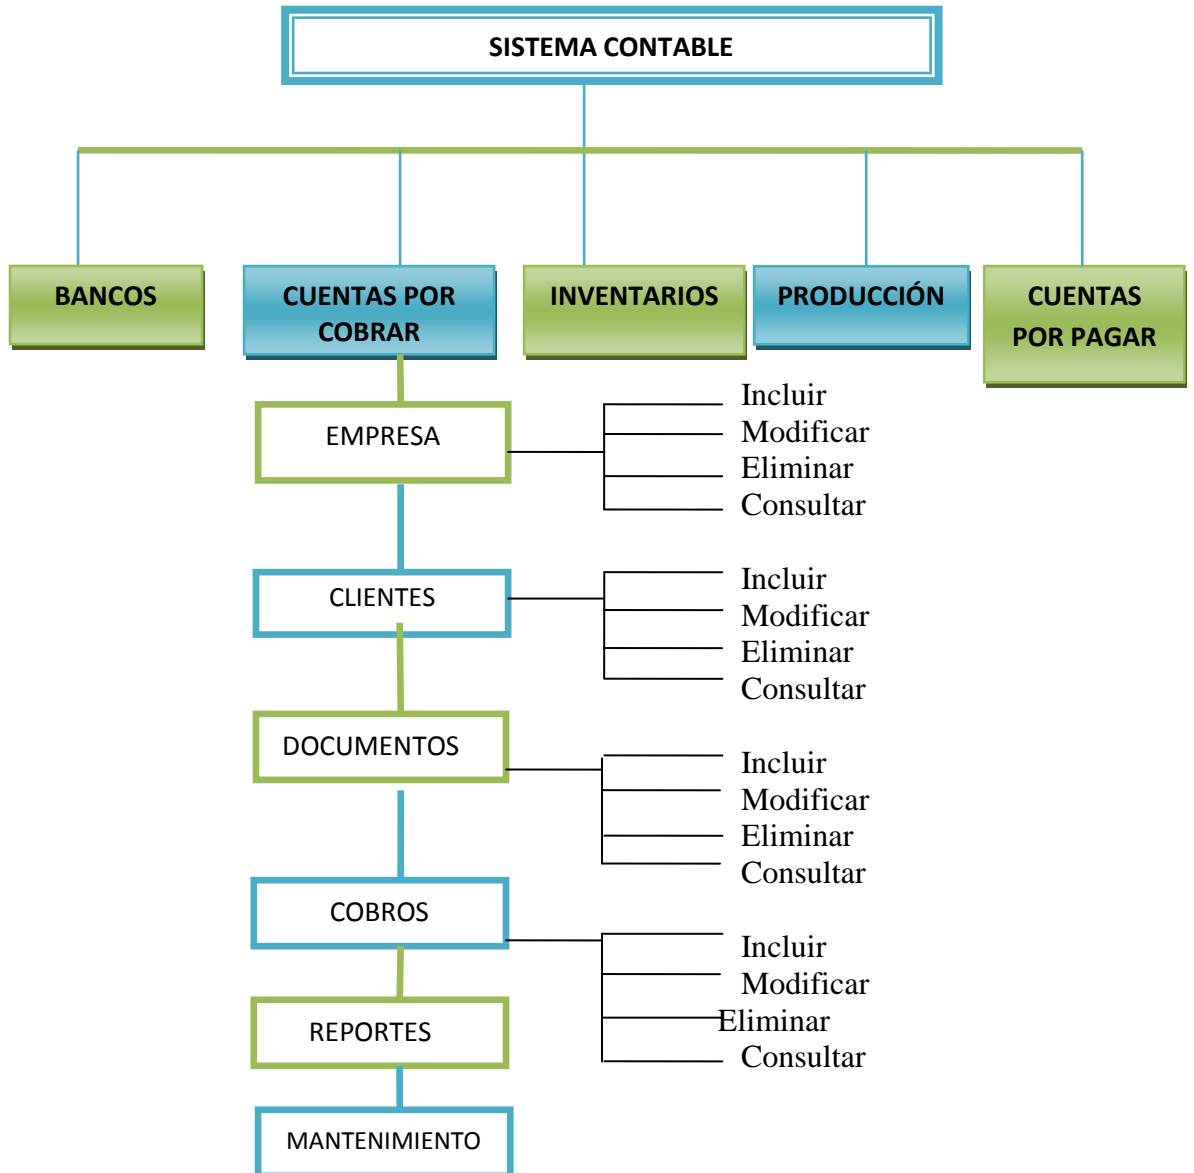 SISTEMA CONTABLE
BANCOS
CUENTAS POR
COBRAR
INVENTARIOS
PRODUCCIÓN
CUENTAS
POR PAGAR
EMPRESA
Incluir
Modificar
Eliminar
Consultar
CLIENTES
Incluir
Modificar
Eliminar
Consultar
DOCUMENTOS
Incluir
Modificar
Eliminar
Consultar
COBROS
Incluir
Modificar
Eliminar
Consultar
REPORTES
MANTENIMIENTO